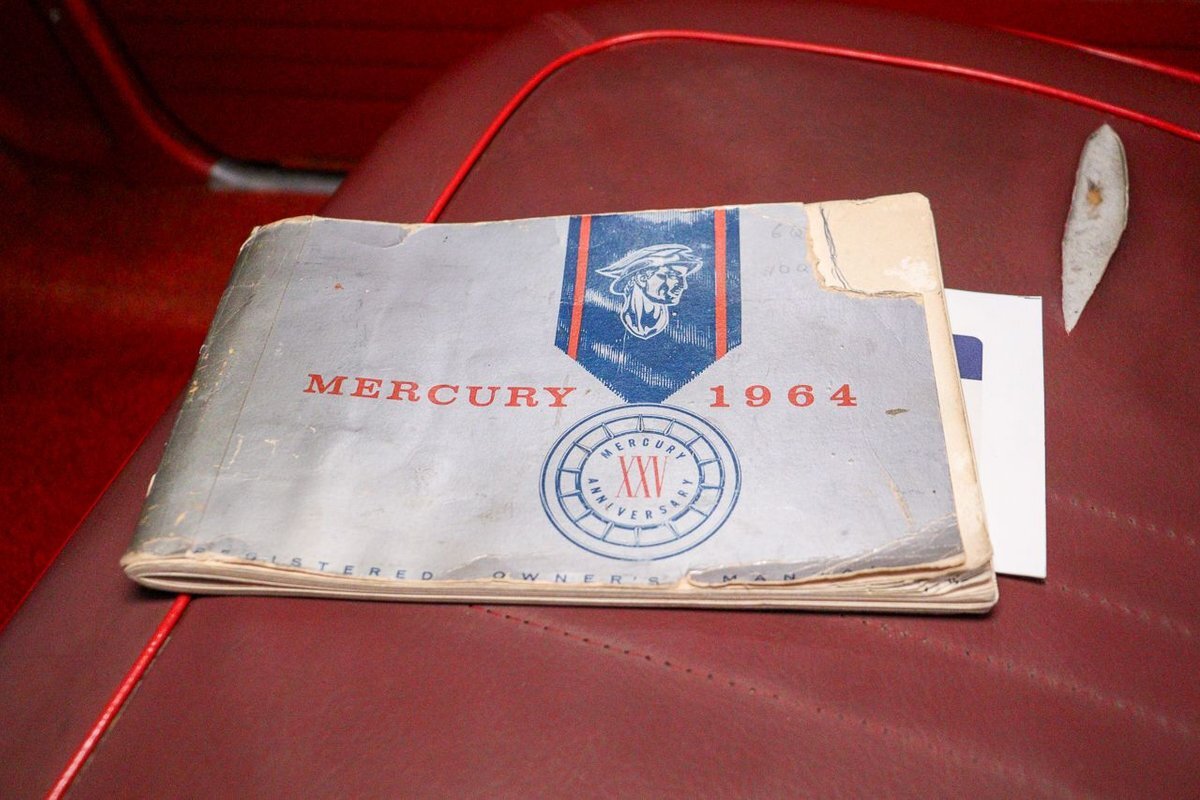 MERCURY 1964
MERCURY
XXV
ANNIVERSARY
REGISTERED OWNER'S